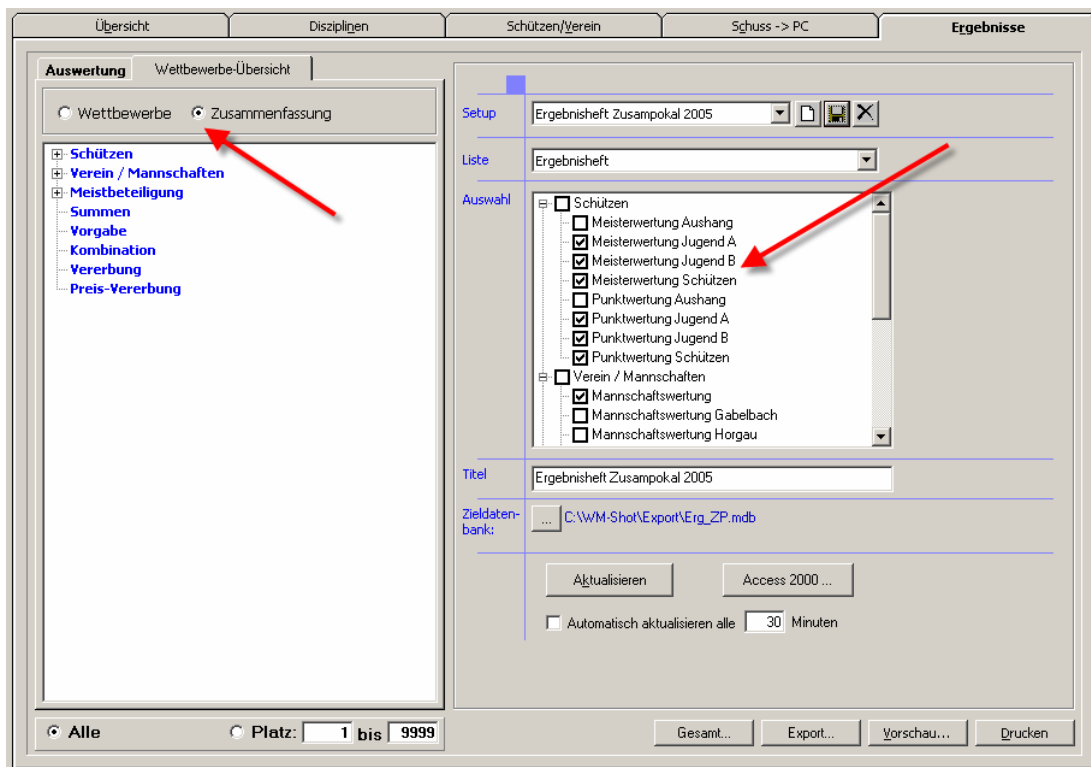 Übersicht
Disziplinen
Schützen/Verein
Schuss -> PC
Ergebnisse
Auswertung
Wettbewerbe-Übersicht
Wettbewerbe
Zusammenfassung
Schützen
Verein / Mannschaften
Meistbeteiligung
Summen
Vorgabe
Kombination
Vererbung
Preis-Vererbung
Alle
Platz: 1 bis 9999
Setup
Ergebnisheft Zusampokal 2005
Liste
Ergebnisheft
Auswahl
Schützen
Meisterwertung Aushang
Meisterwertung Jugend A
Meisterwertung Jugend B
Meisterwertung Schützen
Punktwertung Aushang
Punktwertung Jugend A
Punktwertung Jugend B
Punktwertung Schützen
Verein / Mannschaften
Mannschaftswertung
Mannschaftswertung Gabelbach
Mannschaftswertung Horgau
Titel
Ergebnisheft Zusampokal 2005
Zieldaten-
bank:
... C:\WM-Shot\Export\Erg_ZP.mdb
Aktualisieren
Access 2000 ...
Automatisch aktualisieren alle 30 Minuten
Gesamt...
Export...
Vorschau...
Drucken